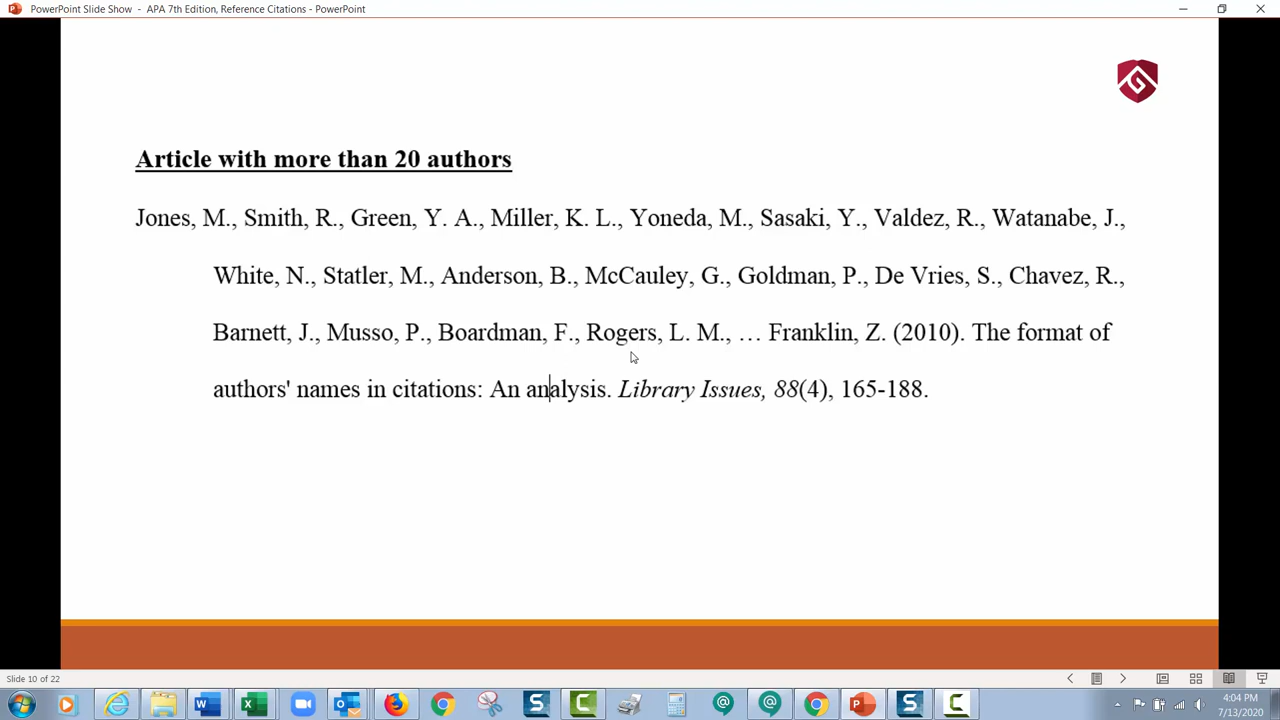 PowerPoint Slide Show - APA 7th Edition, Reference Citations - PowerPoint
Article with more than 20 authors
Jones, M., Smith, R., Green, Y. A., Miller, K. L., Yoneda, M., Sasaki, Y., Valdez, R., Watanabe, J.,
White, N., Statler, M., Anderson, B., McCauley, G., Goldman, P., De Vries, S., Chavez, R.,
Barnett, J., Musso, P., Boardman, F., Rogers, L. M., … Franklin, Z. (2010). The format of
authors' names in citations: An analysis. Library Issues, 88(4), 165-188.
Slide 10 of 22
4:04 PM
7/13/2020